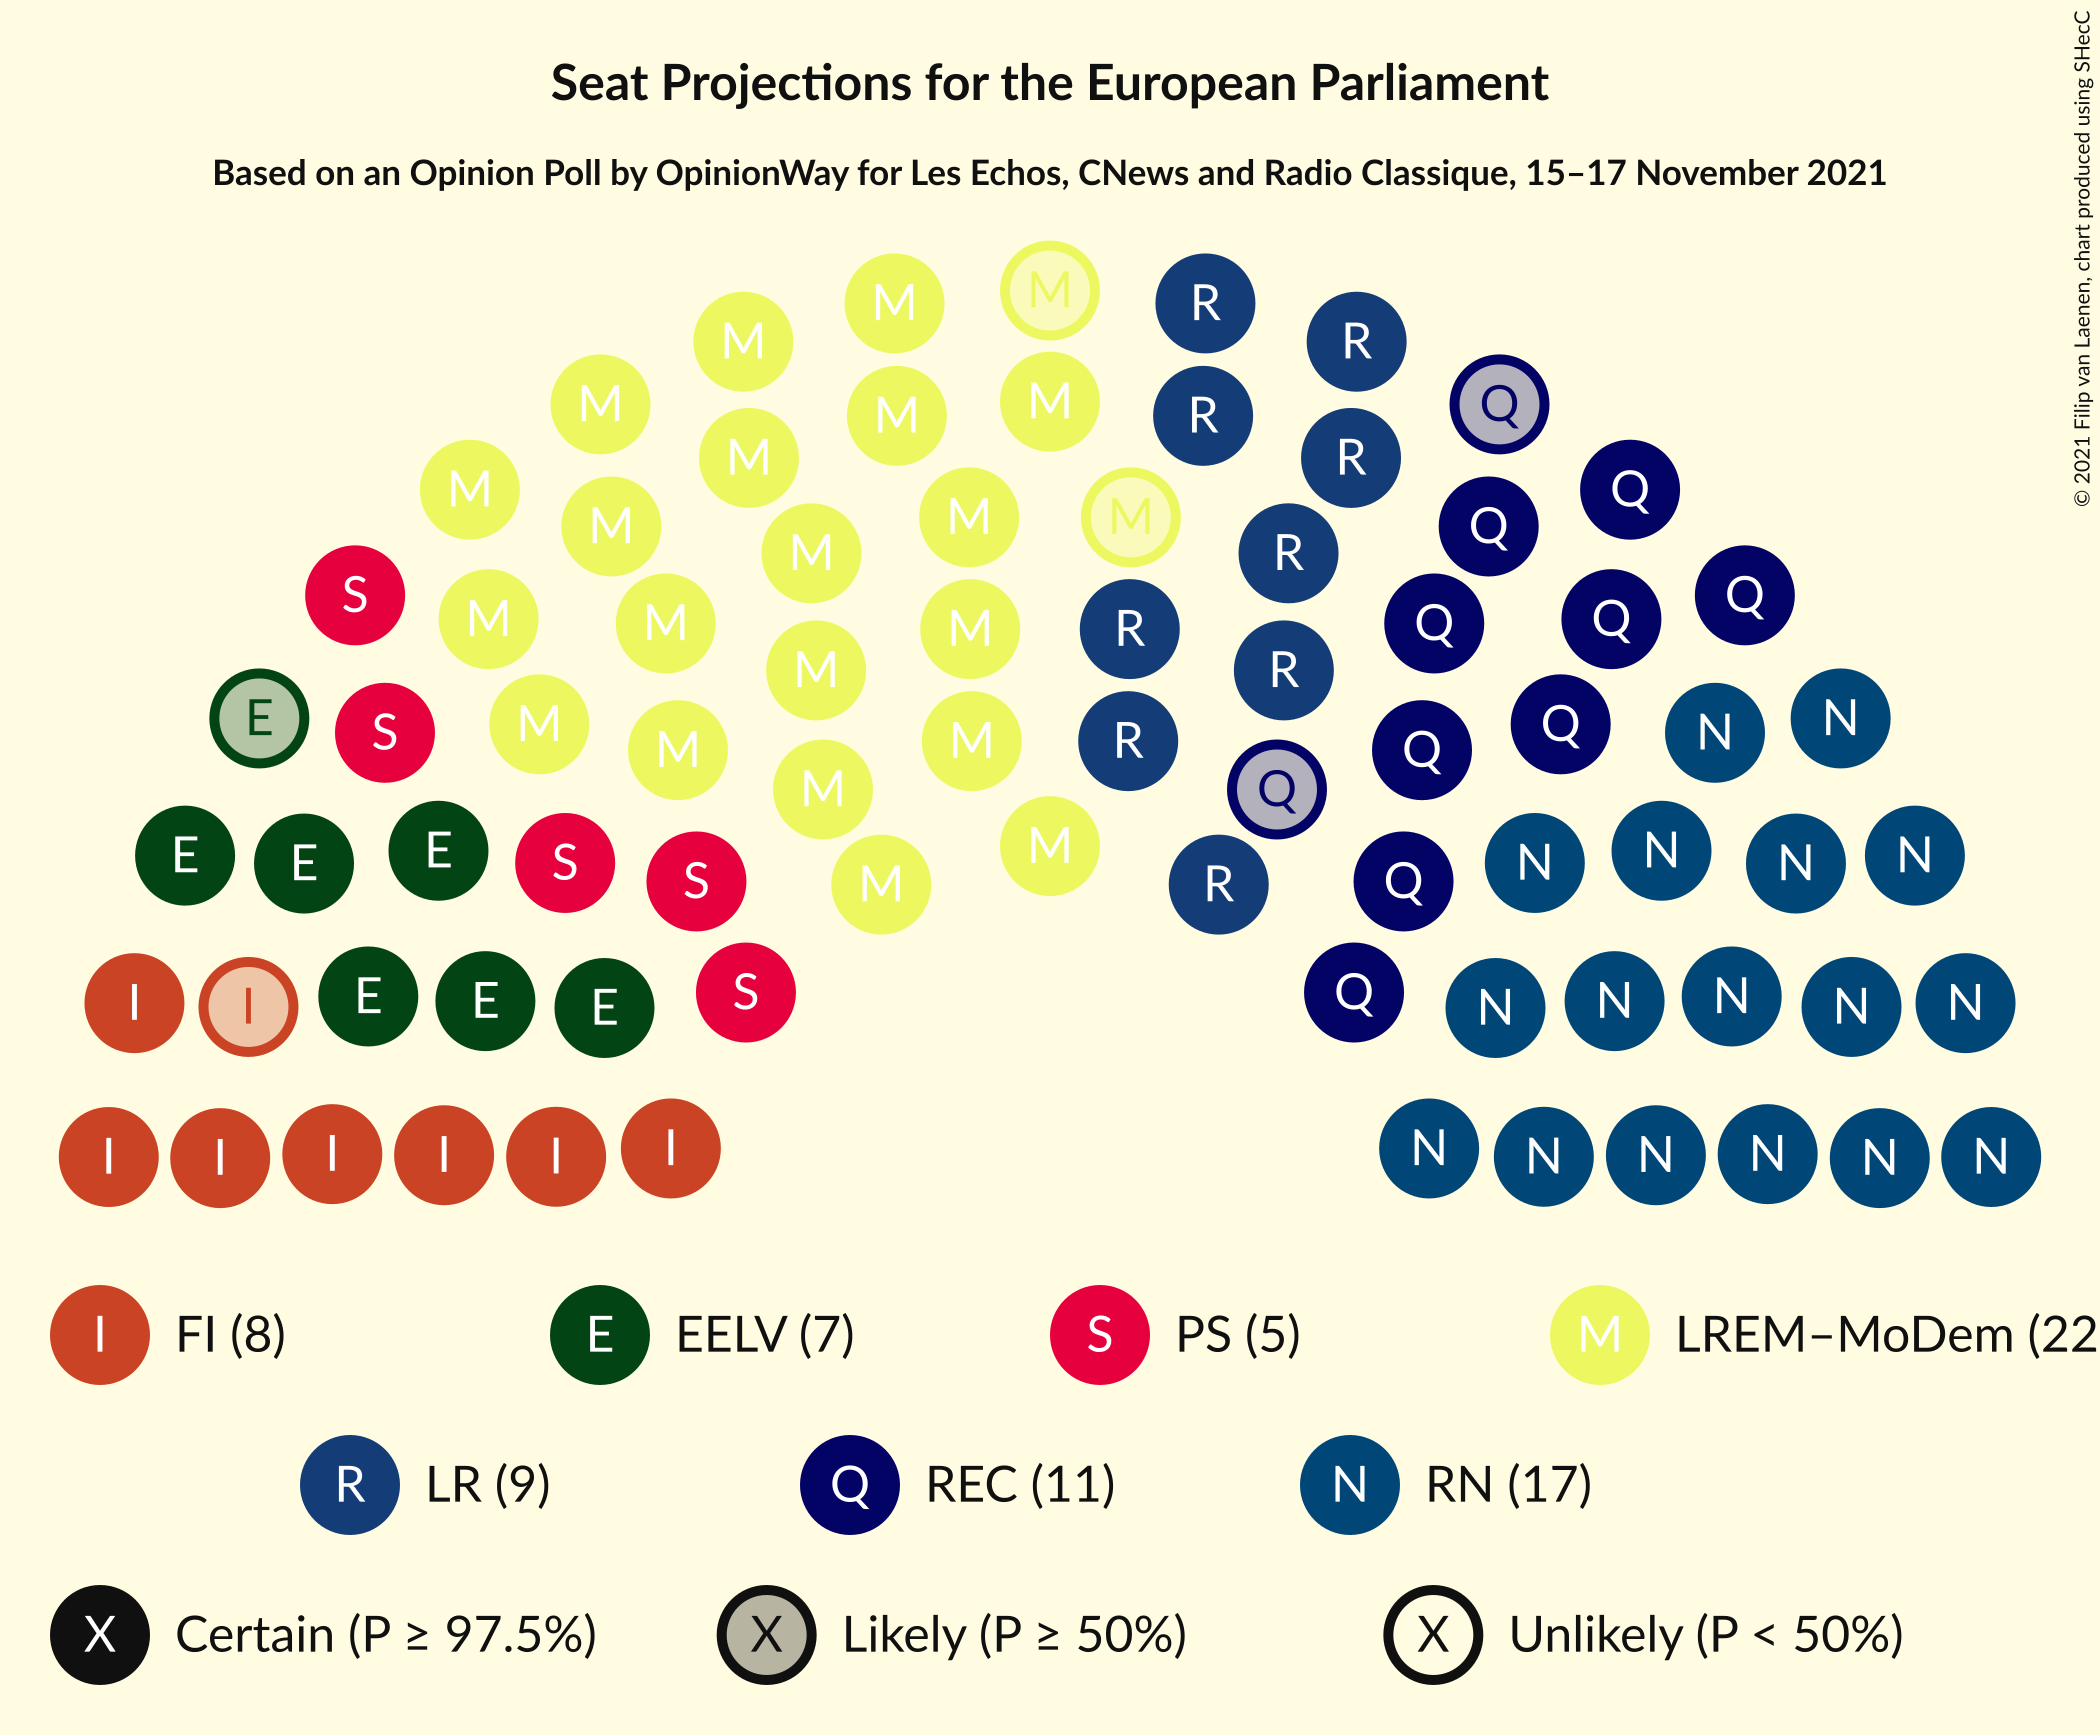 Seat Projections for the European Parliament
Based on an Opinion Poll by OpinionWay for Les Echos, CNews and Radio Classique, 15–17 November 2021
© 2021 Filip van Laenen, chart produced using SHecC
M
M M
R R
M M
M R
Q
M M M R
M Q
M M
M R Q
S M M M R Q Q Q
E S M M M R R Q N N
M M M R Q Q
E E E S S M M R Q N N N N
I I E E E S Q N N N N N
I I I I I I N N N N N N
I FI (8) E EELV (7) S PS (5) M LREM–MoDem (22
R LR (9) Q REC (11) N RN (17)
X Certain (P ≥ 97.5%) X Likely (P ≥ 50%) X Unlikely (P < 50%)